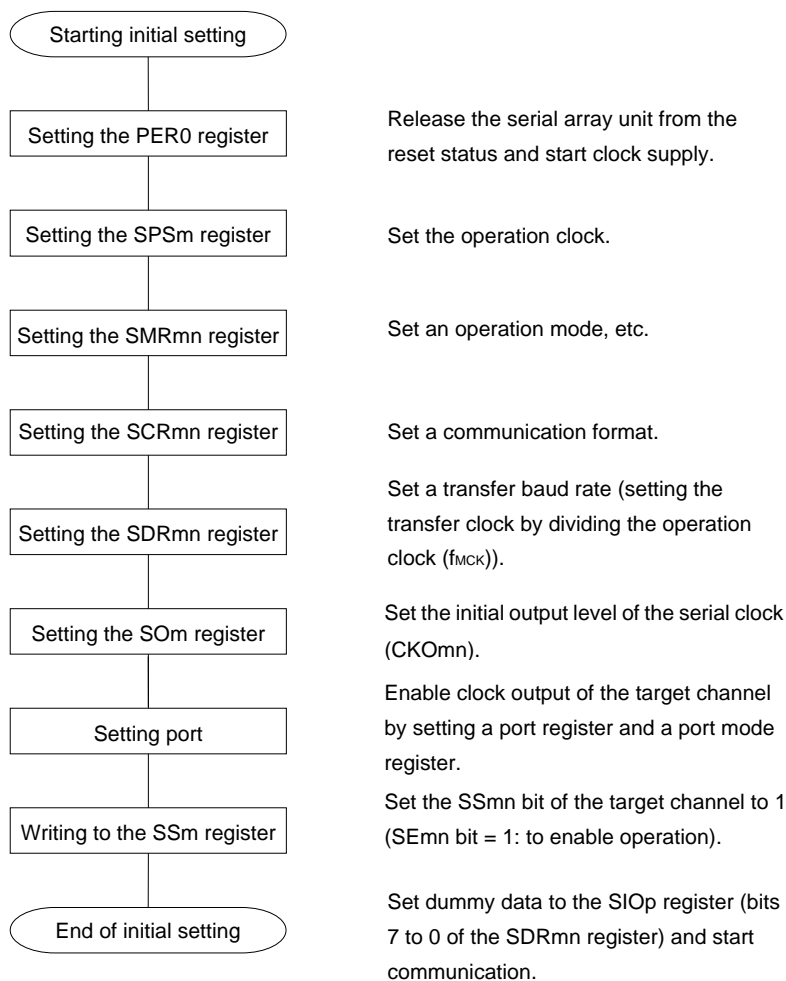 Starting initial setting
Setting the PER0 register
Release the serial array unit from the
reset status and start clock supply.
Setting the SPSm register
Set the operation clock.
Setting the SMRmn register
Set an operation mode, etc.
Setting the SCRmn register
Set a communication format.
Setting the SDRmn register
Set a transfer baud rate (setting the
transfer clock by dividing the operation
clock (fMCK)).
Setting the SOm register
Set the initial output level of the serial clock
(CKOmn).
Setting port
Enable clock output of the target channel
by setting a port register and a port mode
register.
Writing to the SSm register
Set the SSmn bit of the target channel to 1
(SEmn bit = 1: to enable operation).
End of initial setting
Set dummy data to the SIOp register (bits
7 to 0 of the SDRmn register) and start
communication.